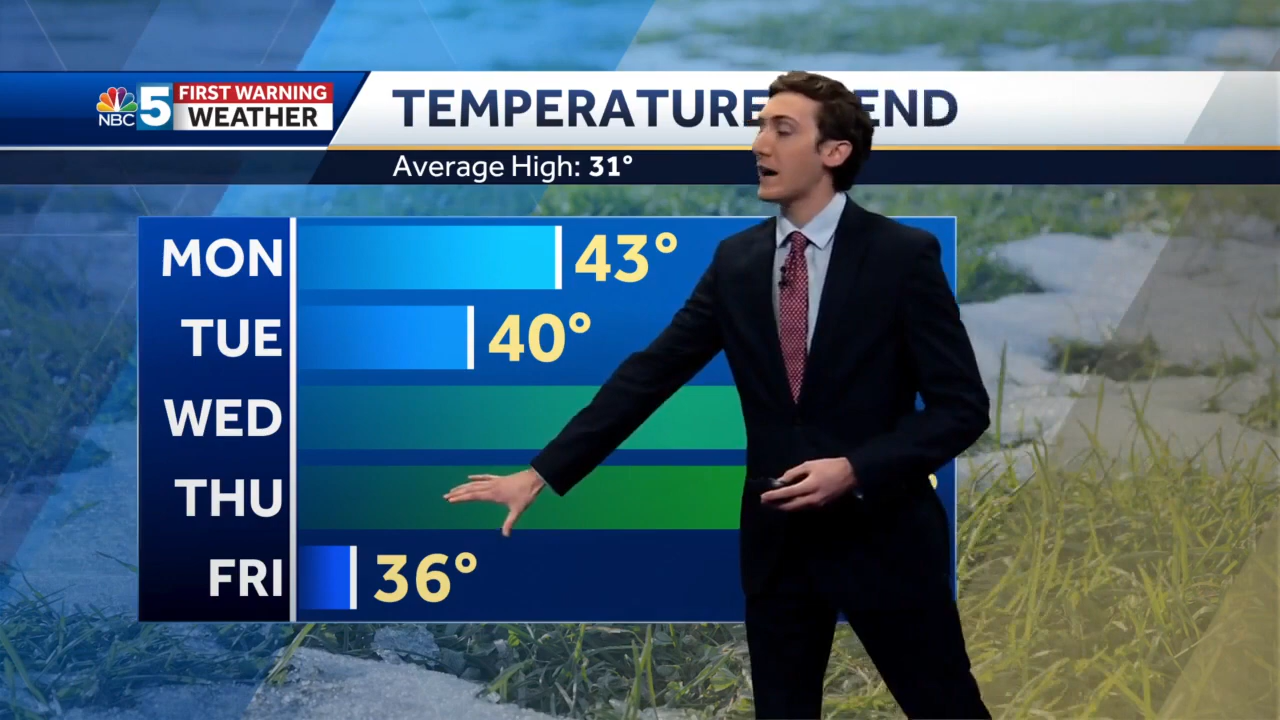 NBC 5 FIRST WARNING
WEATHER
TEMPERATURE END
Average High: 31°
MON 43°
TUE 40°
WED
THU
FRI 36°